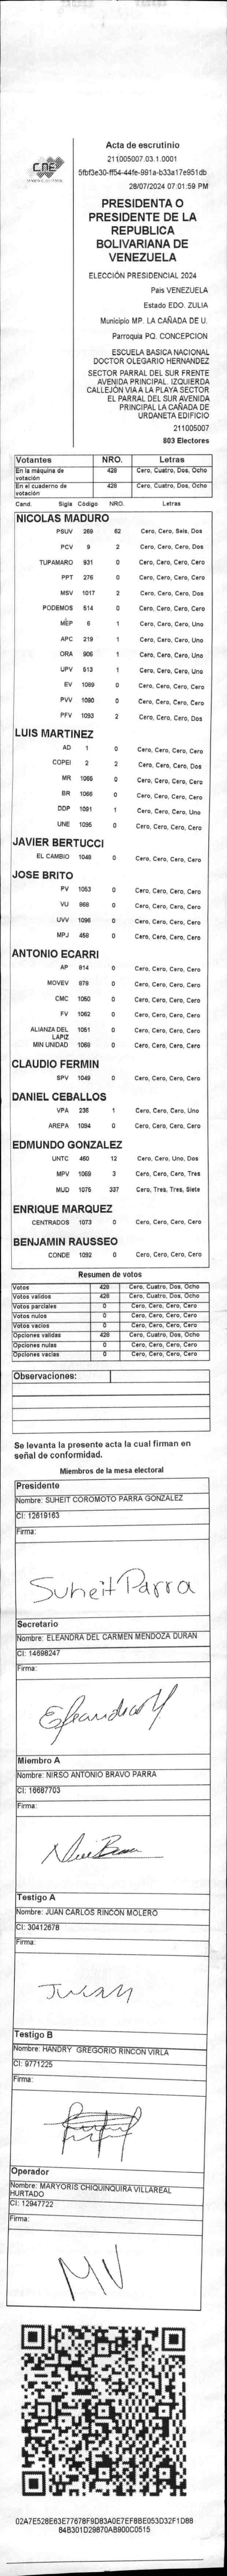 CNE
Acta de escrutinio
211005007.03.1.0001
5fbf3e30-ff54-44fe-991a-b33a17e951db
28/07/2024 07:01:59 PM
PRESIDENTA O
PRESIDENTE DE LA
REPUBLICA
BOLIVARIANA DE
VENEZUELA
ELECCIÓN PRESIDENCIAL 2024
Pais VENEZUELA
Estado EDO. ZULIA
Municipio MP. LA CAÑADA DE U.
Parroquia PQ. CONCEPCION
ESCUELA BASICA NACIONAL
DOCTOR OLEGARIO HERNANDEZ
SECTOR PARRAL DEL SUR FRENTE
AVENIDA PRINCIPAL. IZQUIERDA
CALLEJÓN VIA A LA PLAYA SECTOR
EL PARRAL DEL SUR AVENIDA
PRINCIPAL LA CAÑADA DE
URDANETA EDIFICIO
211005007
803 Electores
Votantes NRO. Letras
En la máquina de votación 428 Cero, Cuatro, Dos, Ocho
En el cuaderno de votación 428 Cero, Cuatro, Dos, Ocho
Cand. Sigla Código NRO. Letras
NICOLAS MADURO
PSUV 269 62 Cero, Cero, Seis, Dos
PCV 9 2 Cero, Cero, Cero, Dos
TUPAMARO 931 0 Cero, Cero, Cero, Cero
PPT 276 0 Cero, Cero, Cero, Cero
MSV 1017 2 Cero, Cero, Cero, Dos
PODEMOS 514 0 Cero, Cero, Cero, Cero
MEP 6 1 Cero, Cero, Cero, Uno
APC 219 1 Cero, Cero, Cero, Uno
ORA 906 1 Cero, Cero, Cero, Uno
UPV 513 1 Cero, Cero, Cero, Uno
EV 1089 0 Cero, Cero, Cero, Cero
PVV 1090 0 Cero, Cero, Cero, Cero
PFV 1093 2 Cero, Cero, Cero, Dos
LUIS MARTINEZ
AD 1 0 Cero, Cero, Cero, Cero
COPEI 2 2 Cero, Cero, Cero, Dos
MR 1065 0 Cero, Cero, Cero, Cero
BR 1066 0 Cero, Cero, Cero, Cero
DDP 1091 1 Cero, Cero, Cero, Uno
UNE 1095 0 Cero, Cero, Cero, Cero
JAVIER BERTUCCI
EL CAMBIO 1048 0 Cero, Cero, Cero, Cero
JOSE BRITO
PV 1053 0 Cero, Cero, Cero, Cero
VU 868 0 Cero, Cero, Cero, Cero
UVV 1096 0 Cero, Cero, Cero, Cero
MPJ 458 0 Cero, Cero, Cero, Cero
ANTONIO ECARRI
AP 814 0 Cero, Cero, Cero, Cero
MOVEV 878 0 Cero, Cero, Cero, Cero
CMC 1050 0 Cero, Cero, Cero, Cero
FV 1062 0 Cero, Cero, Cero, Cero
ALIANZA DEL LAPIZ 1051 0 Cero, Cero, Cero, Cero
MIN UNIDAD 1068 0 Cero, Cero, Cero, Cero
CLAUDIO FERMIN
SPV 1049 0 Cero, Cero, Cero, Cero
DANIEL CEBALLOS
VPA 236 1 Cero, Cero, Cero, Uno
AREPA 1094 0 Cero, Cero, Cero, Cero
EDMUNDO GONZALEZ
UNTC 460 12 Cero, Cero, Uno, Dos
MPV 1069 3 Cero, Cero, Cero, Tres
MUD 1075 337 Cero, Tres, Tres, Siete
ENRIQUE MARQUEZ
CENTRADOS 1073 0 Cero, Cero, Cero, Cero
BENJAMIN RAUSSEO
CONDE 1092 0 Cero, Cero, Cero, Cero
Resumen de votos
Votos 428 Cero, Cuatro, Dos, Ocho
Votos validos 428 Cero, Cuatro, Dos, Ocho
Votos parciales 0 Cero, Cero, Cero, Cero
Votos nulos 0 Cero, Cero, Cero, Cero
Votos vacíos 0 Cero, Cero, Cero, Cero
Opciones validas 428 Cero, Cuatro, Dos, Ocho
Opciones nulas 0 Cero, Cero, Cero, Cero
Opciones vacias 0 Cero, Cero, Cero, Cero
Observaciones:
Se levanta la presente acta la cual firman en
señal de conformidad.
Miembros de la mesa electoral
Presidente
Nombre: SUHEIT COROMOTO PARRA GONZALEZ
CI: 12619163
Firma:
Suheit Parra
Secretario
Nombre: ELEANDRA DEL CARMEN MENDOZA DURAN
CI: 14698247
Firma:
Miembro A
Nombre: NIRSO ANTONIO BRAVO PARRA
CI: 16687703
Firma:
Testigo A
Nombre: JUAN CARLOS RINCON MOLERO
CI: 30412678
Firma:
Testigo B
Nombre: HANDRY GREGORIO RINCON VIRLA
CI: 9771225
Firma:
Operador
Nombre: MARYORIS CHIQUINQUIRA VILLAREAL
HURTADO
CI: 12947722
Firma:
MV
02A7E528E63E77678F9D83A0E7EF8BE053D32F1D88
84B301D29870AB900C0515